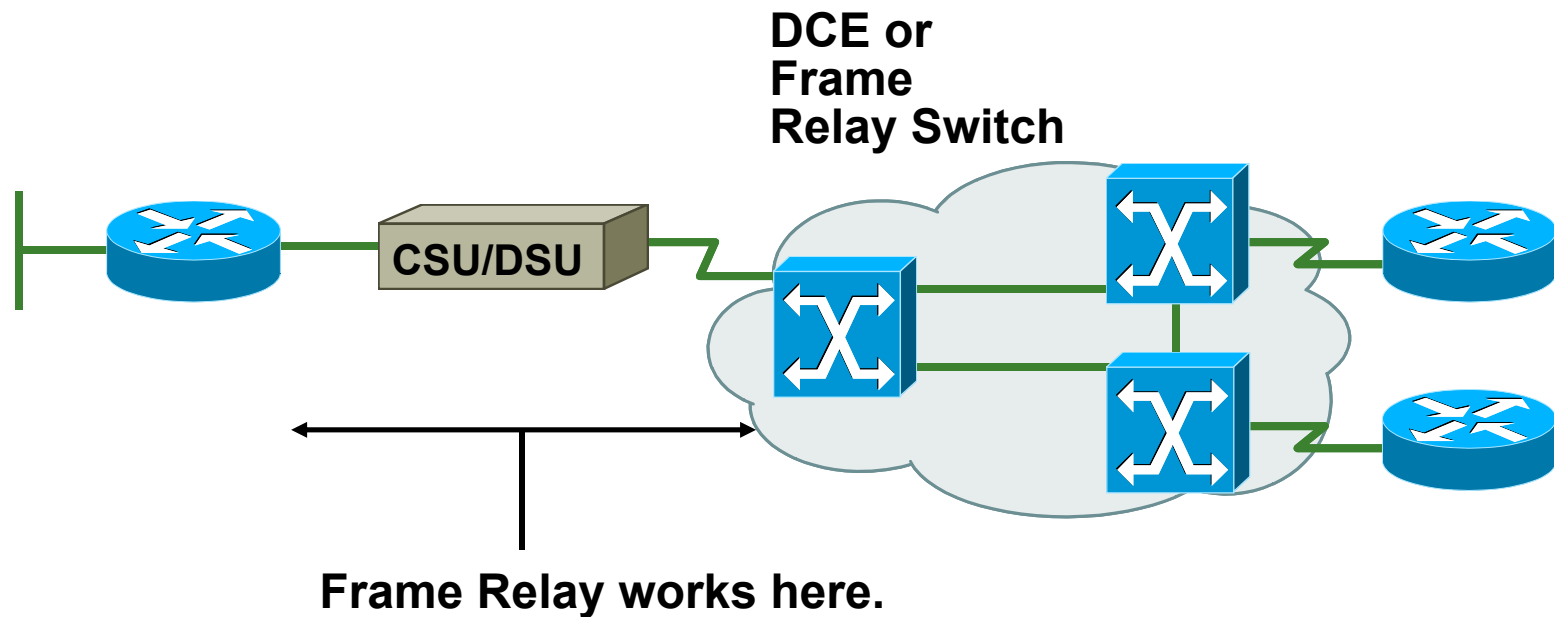 DCE or
Frame
Relay Switch
CSU/DSU
Frame Relay works here.